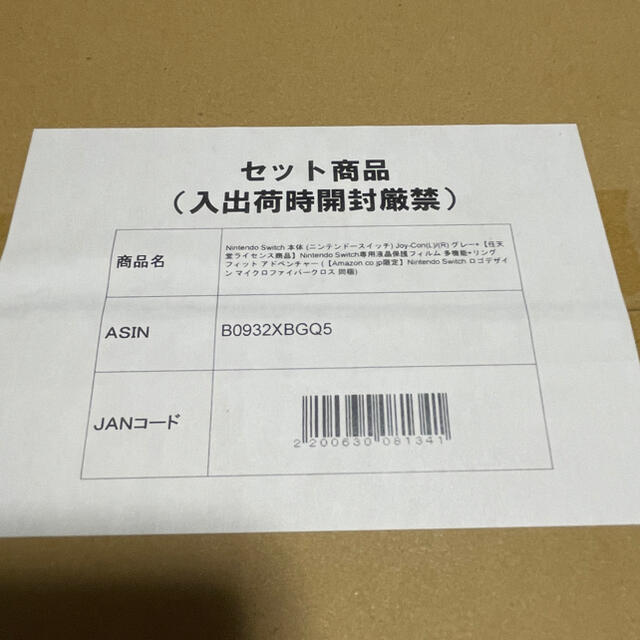 セット商品
（入出荷時開封厳禁）
商品名
Nintendo Switch 本体 (ニンテンドースイッチ) Joy-Con(L)/(R) グレー+【任天
堂ライセンス商品】Nintendo Switch専用液晶保護フィルム 多機能+リング
フィット アドベンチャー (【Amazon.co.jp限定】Nintendo Switch ロゴデザイ
ン マイクロファイバークロス 同梱)
ASIN
B0932XBGQ5
JANコード
2 200630 081341